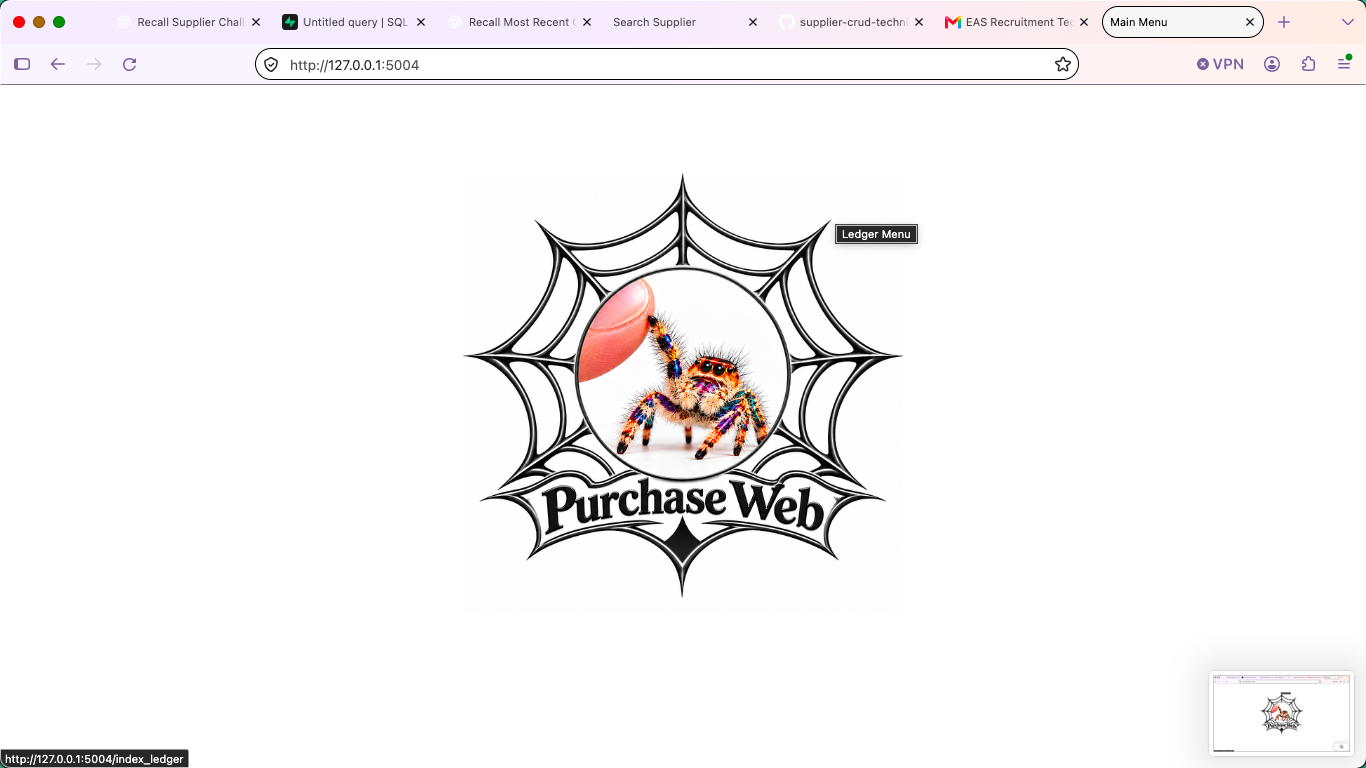 Recall Supplier Chall
Untitled query | SQL
Recall Most Recent
Search Supplier
supplier-crud-techni
EAS Recruitment Tec
Main Menu
http://127.0.0.1:5004
VPN
Ledger Menu
Purchase Web
http://127.0.0.1:5004/index_ledger